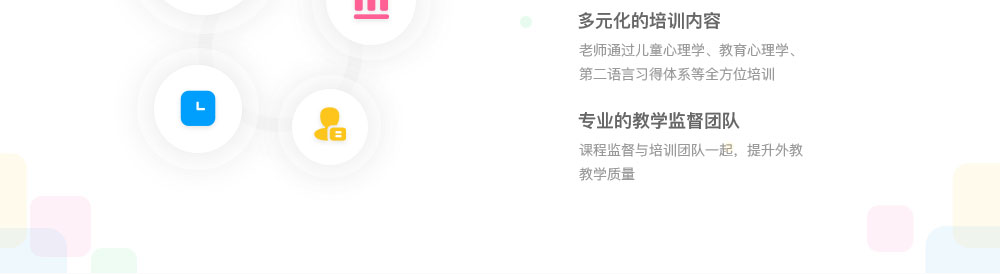 多元化的培训内容
老师通过儿童心理学、教育心理学、
第二语言习得体系等全方位培训
专业的教学监督团队
课程监督与培训团队一起，提升外教
教学质量